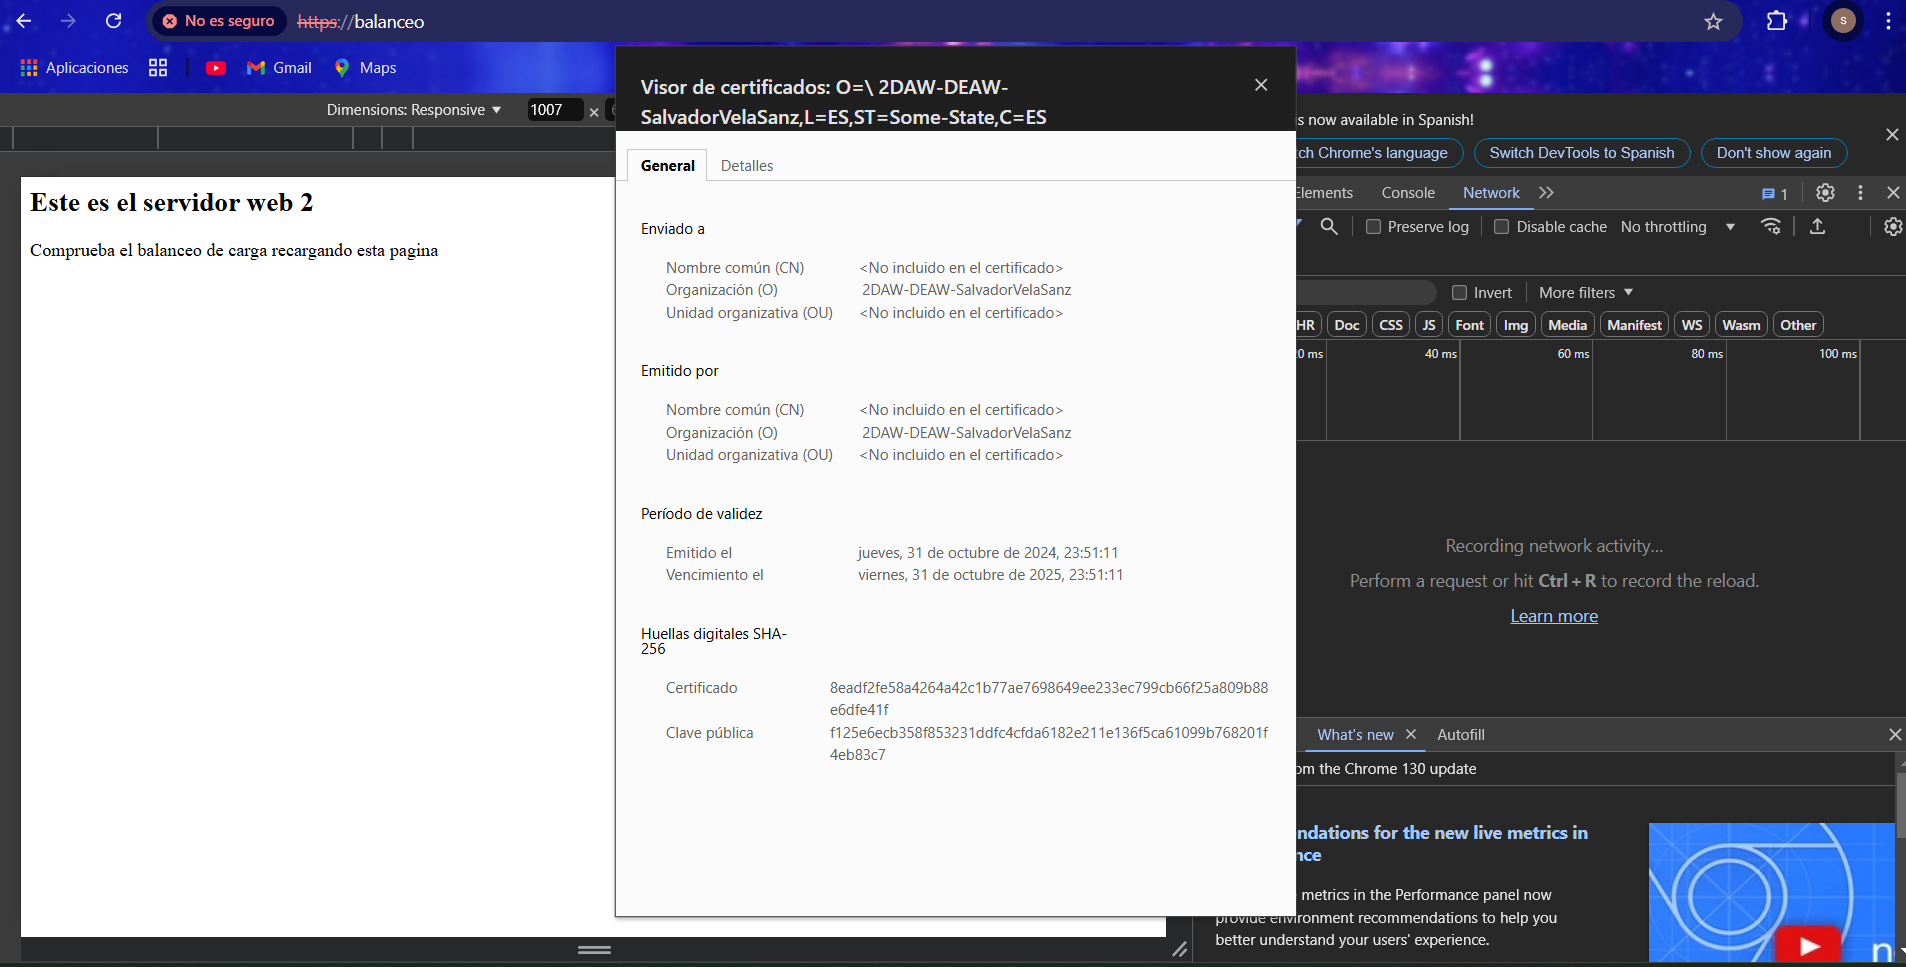 No es seguro
https://balanceo
S
Aplicaciones
Gmail
Maps
Dimensions: Responsive
1007
×
Visor de certificados: O=\ 2DAW-DEAW-
SalvadorVelaSanz,L=ES,ST=Some-State,C=ES
General
Detalles
Este es el servidor web 2
Comprueba el balanceo de carga recargando esta pagina
Enviado a
Nombre común (CN) <No incluido en el certificado>
Organización (O) 2DAW-DEAW-SalvadorVelaSanz
Unidad organizativa (OU) <No incluido en el certificado>
Emitido por
Nombre común (CN) <No incluido en el certificado>
Organización (O) 2DAW-DEAW-SalvadorVelaSanz
Unidad organizativa (OU) <No incluido en el certificado>
Período de validez
Emitido el jueves, 31 de octubre de 2024, 23:51:11
Vencimiento el viernes, 31 de octubre de 2025, 23:51:11
Huellas digitales SHA-
256
Certificado 8eadf2fe58a4264a42c1b77ae7698649ee233ec799cb66f25a809b88
e6dfe41f
Clave pública f125e6ecb358f853231ddfc4cfda6182e211e136f5ca61099b768201f
4eb83c7
s now available in Spanish!
tch Chrome's language
Switch DevTools to Spanish
Don't show again
Elements
Console
Network
1
Preserve log
Disable cache
No throttling
Invert
More filters
HR
Doc
CSS
JS
Font
Img
Media
Manifest
WS
Wasm
Other
0 ms
40 ms
60 ms
80 ms
100 ms
Recording network activity…
Perform a request or hit Ctrl + R to record the reload.
Learn more
What's new
Autofill
om the Chrome 130 update
ndations for the new live metrics in
nce
metrics in the Performance panel now
provide environment recommendations to help you
better understand your users' experience.
n